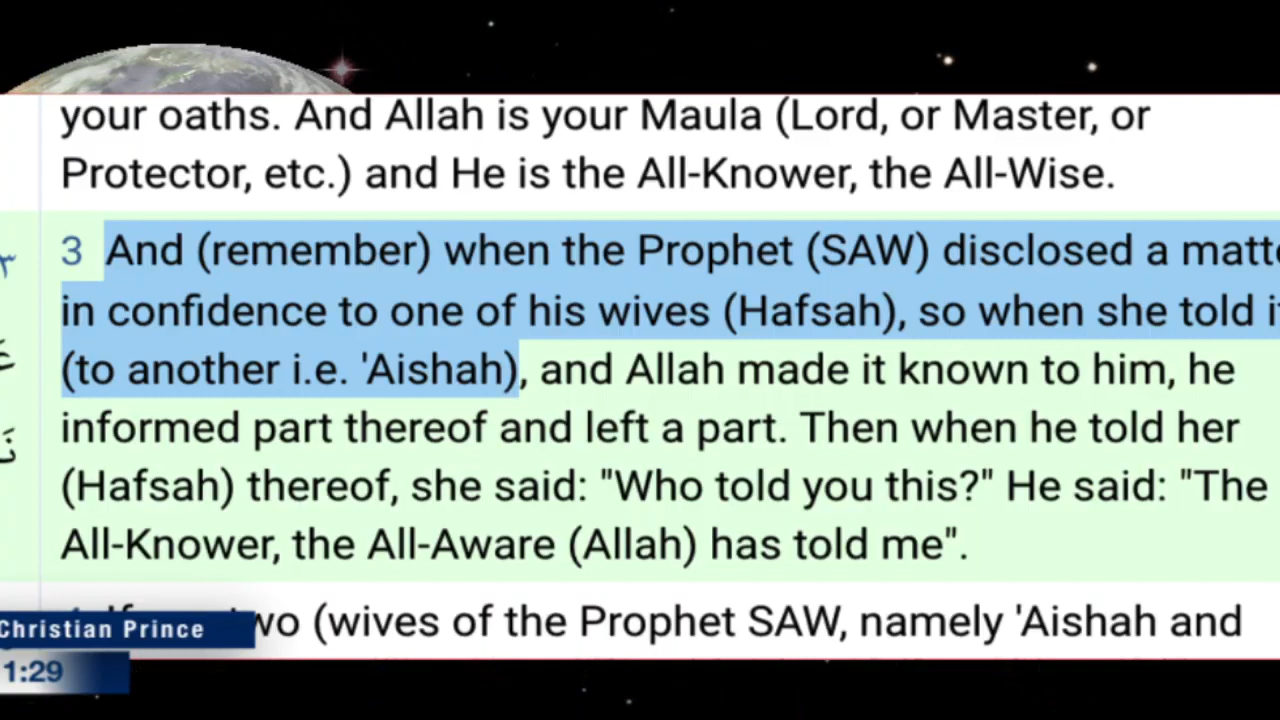 your oaths. And Allah is your Maula (Lord, or Master, or
Protector, etc.) and He is the All-Knower, the All-Wise.
3 And (remember) when the Prophet (SAW) disclosed a
in confidence to one of his wives (Hafsah), so when she told
(to another i.e. 'Aishah), and Allah made it known to him, he
informed part thereof and left a part. Then when he told her
(Hafsah) thereof, she said: "Who told you this?" He said: "The
All-Knower, the All-Aware (Allah) has told me".
(wives of the Prophet SAW, namely 'Aishah and
Christian Prince
1:29